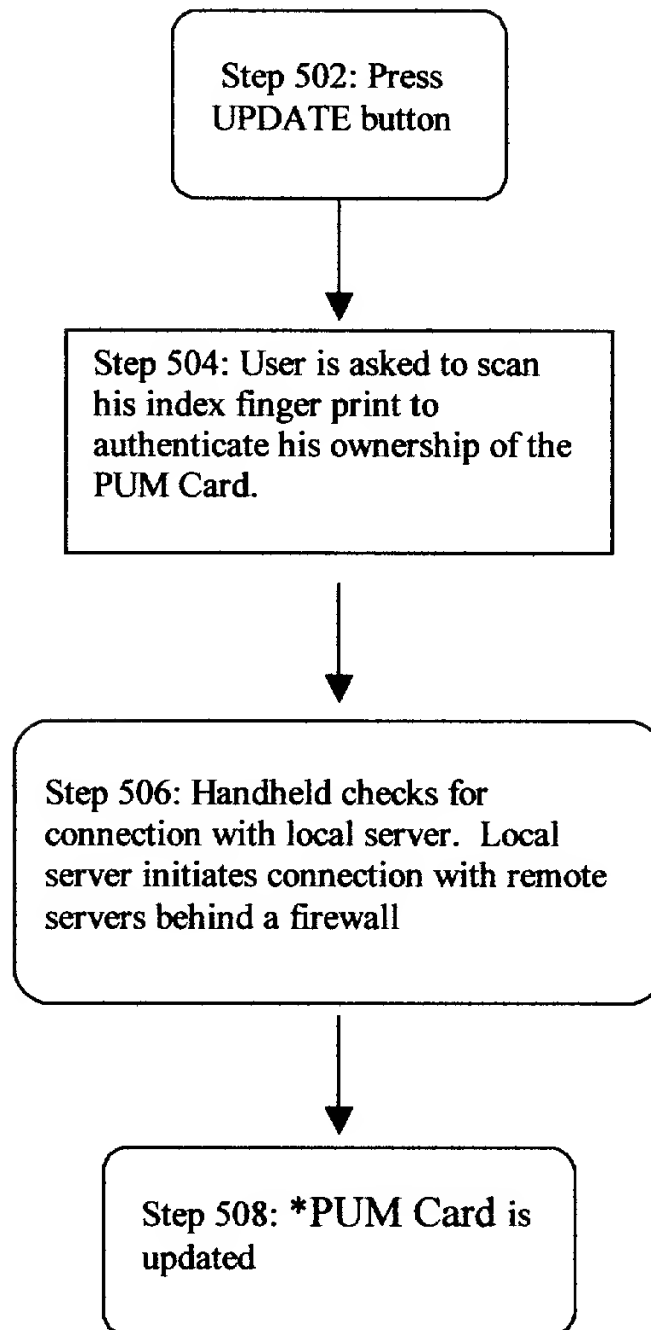 Step 502: Press
UPDATE button
Step 504: User is asked to scan
his index finger print to
authenticate his ownership of the
PUM Card.
Step 506: Handheld checks for
connection with local server. Local
server initiates connection with remote
servers behind a firewall
Step 508: *PUM Card is
updated